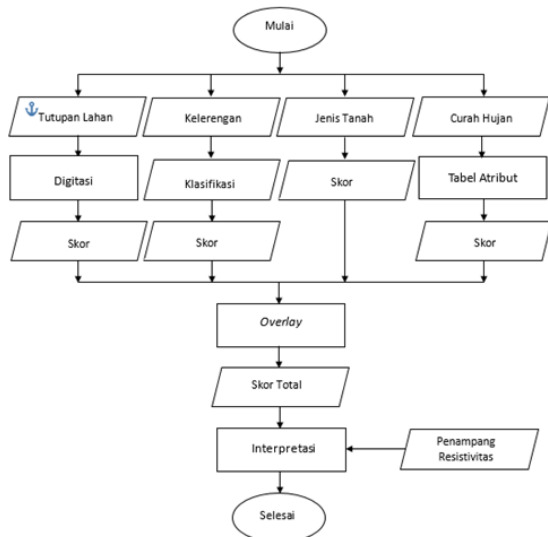 Mulai
Tutupan Lahan
Kelerengan
Jenis Tanah
Curah Hujan
Digitasi
Klasifikasi
Skor
Tabel Atribut
Skor
Skor
Skor
Overlay
Skor Total
Interpretasi
Penampang
Resistivitas
Selesai